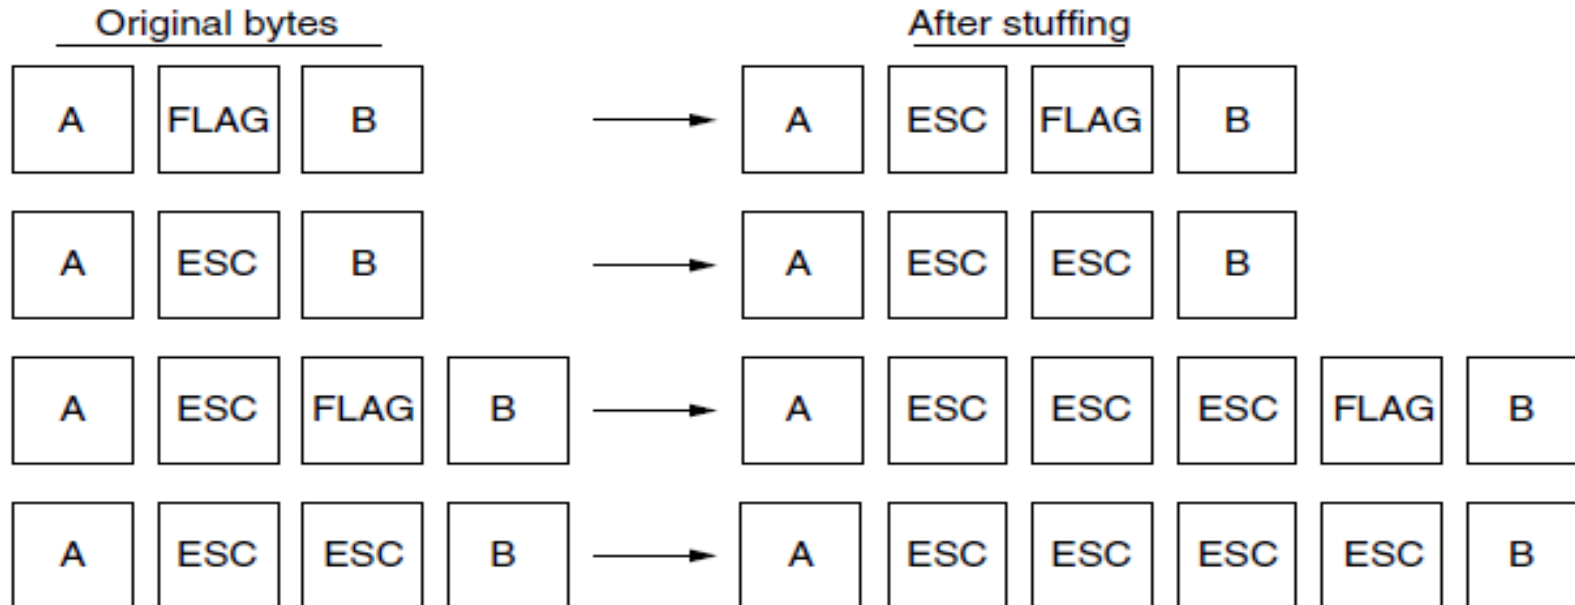 Original bytes After stuffing
A FLAG B A ESC FLAG B
A ESC B A ESC ESC B
A ESC FLAG B A ESC ESC ESC FLAG B
A ESC ESC B A ESC ESC ESC ESC B